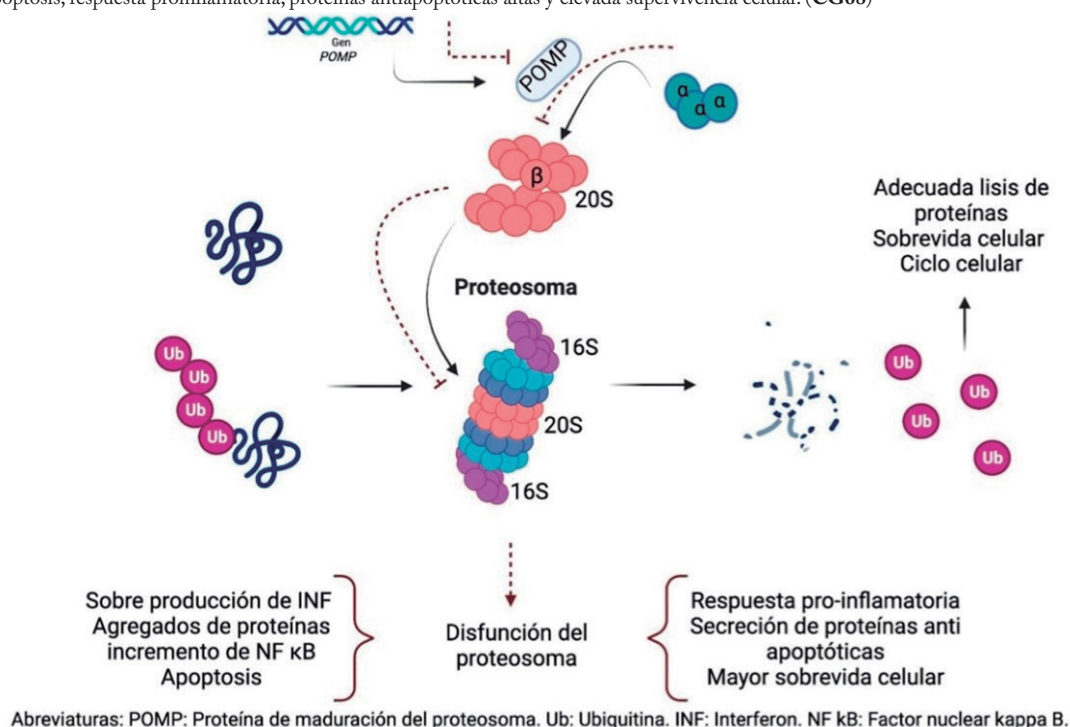 optosis, respuesta proinflamatoria, proteínas antiapoptóticas altas y elevada supervivencia celular. (CG08)
Gen
POMP
POMP
α
α
α
β
20S
Adecuada lisis de
proteínas
Sobrevida celular
Ciclo celular
Proteosoma
16S
20S
16S
Ub
Ub
Ub
Ub
Ub
Ub
Ub
Ub
Sobre producción de INF
Agregados de proteínas
incremento de NF κB
Apoptosis
Disfunción del
proteosoma
Respuesta pro-inflamatoria
Secreción de proteínas anti
apoptóticas
Mayor sobrevida celular
Abreviaturas: POMP: Proteína de maduración del proteosoma. Ub: Ubiquitina. INF: Interferon. NF kB: Factor nuclear kappa B.